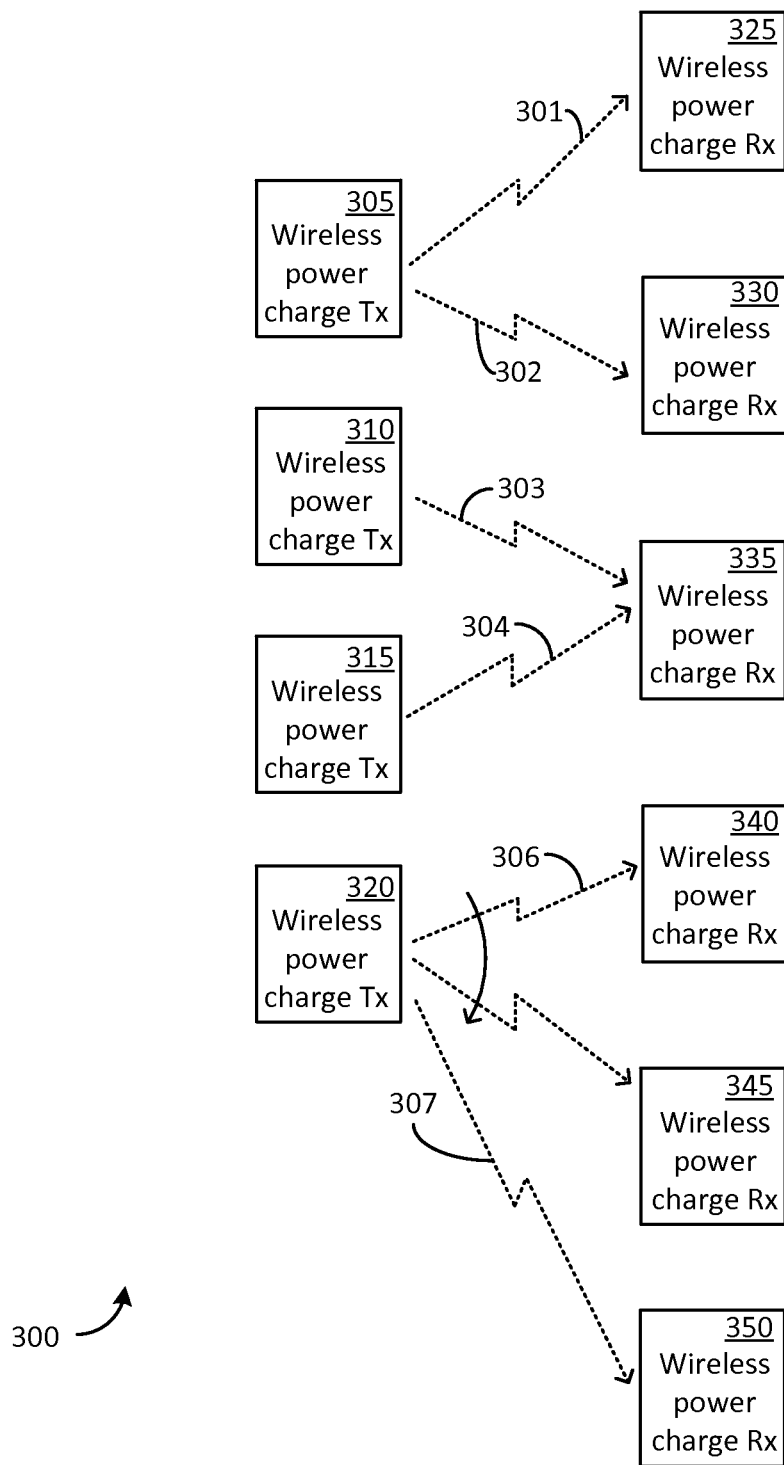 325
Wireless
power
charge Rx
301
305
Wireless
power
charge Tx
330
Wireless
power
charge Rx
302
310
Wireless
power
charge Tx
303
335
Wireless
power
charge Rx
304
315
Wireless
power
charge Tx
340
Wireless
power
charge Rx
306
320
Wireless
power
charge Tx
345
Wireless
power
charge Rx
307
350
Wireless
power
charge Rx
300